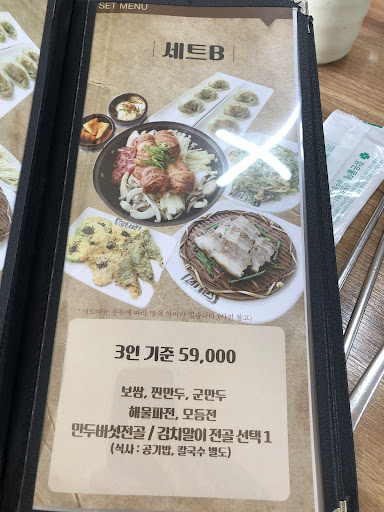 SET MENU
세트B
3인 기준 59,000
보쌈, 찐만두, 군만두
해물파전, 모듬전
만두버섯전골 / 김치말이 전골 선택 1
(식사 : 공기밥, 칼국수 별도)